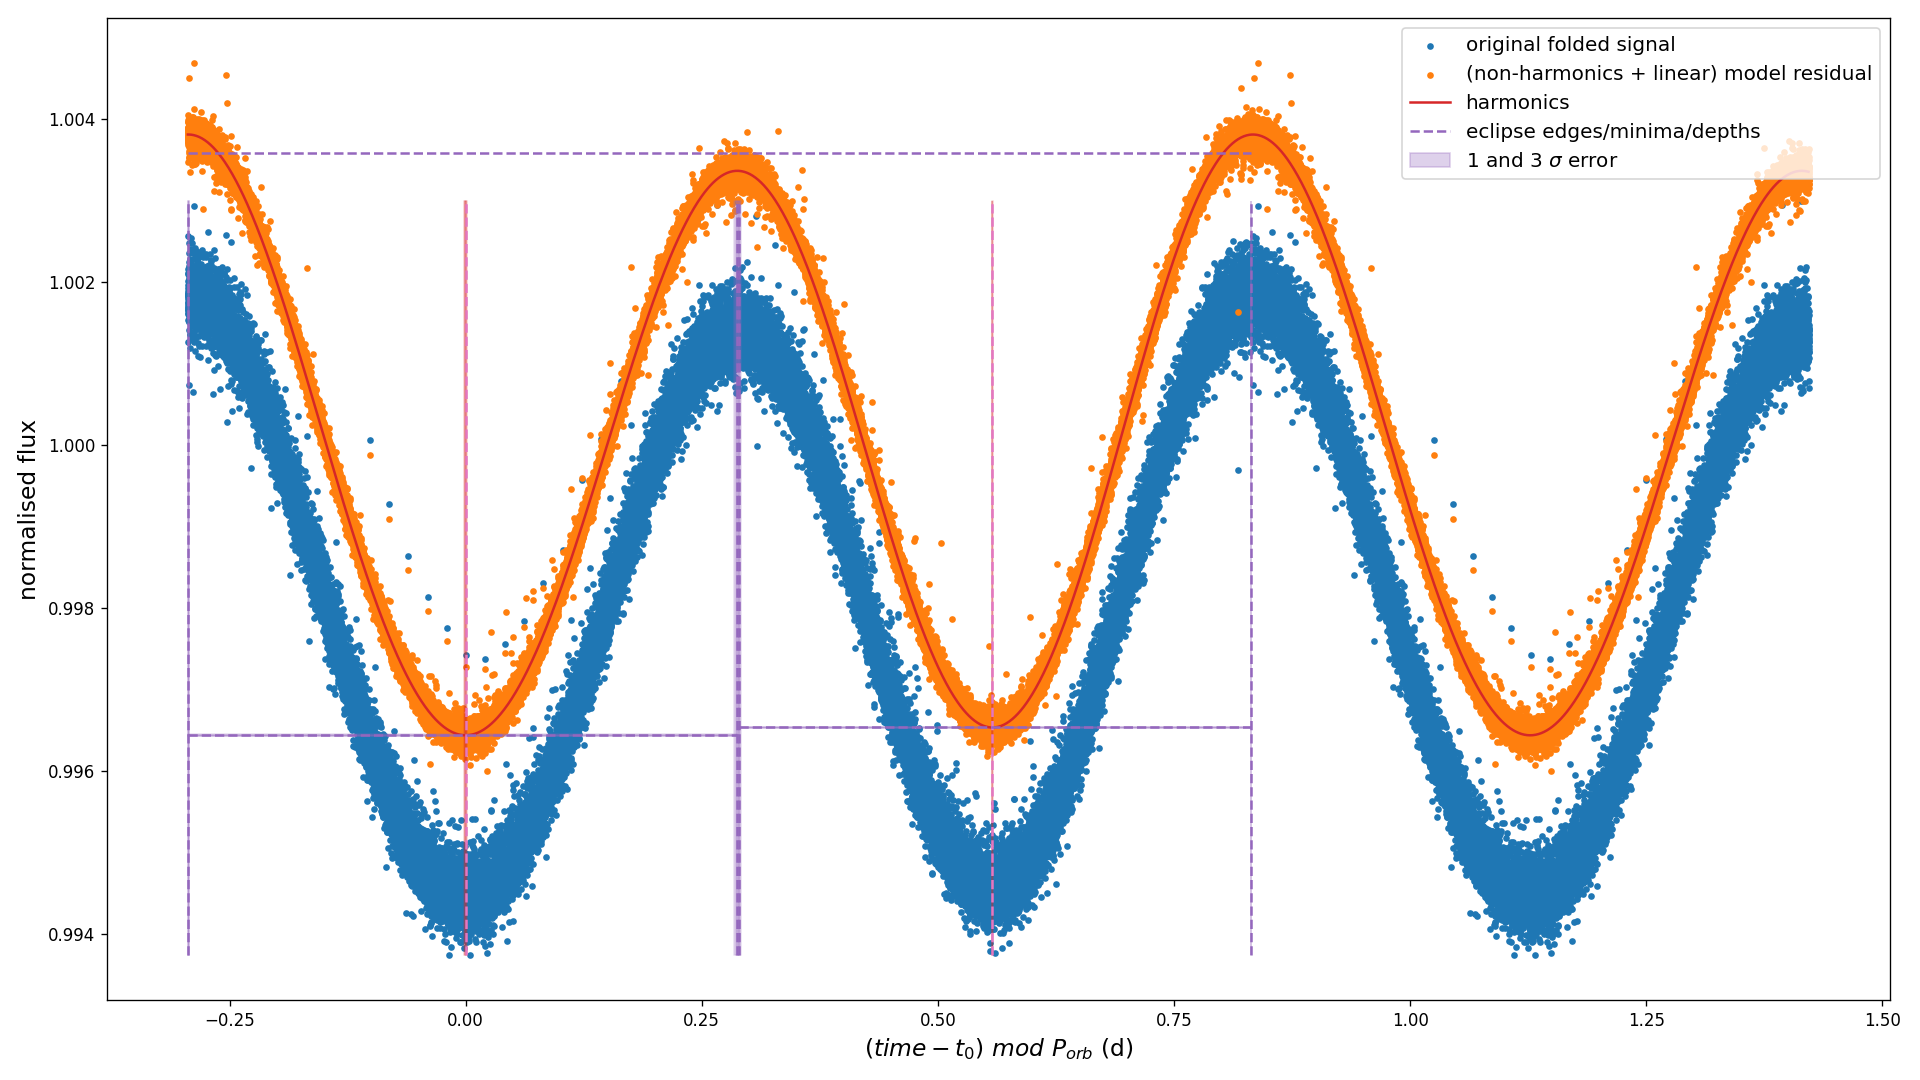 original folded signal
(non-harmonics + linear) model residual
harmonics
eclipse edges/minima/depths
1 and 3 σ error
normalised flux
1.004
1.002
1.000
0.998
0.996
0.994
−0.25
0.00
0.25
0.50
0.75
1.00
1.25
1.50
(time − t₀) mod P_orb (d)